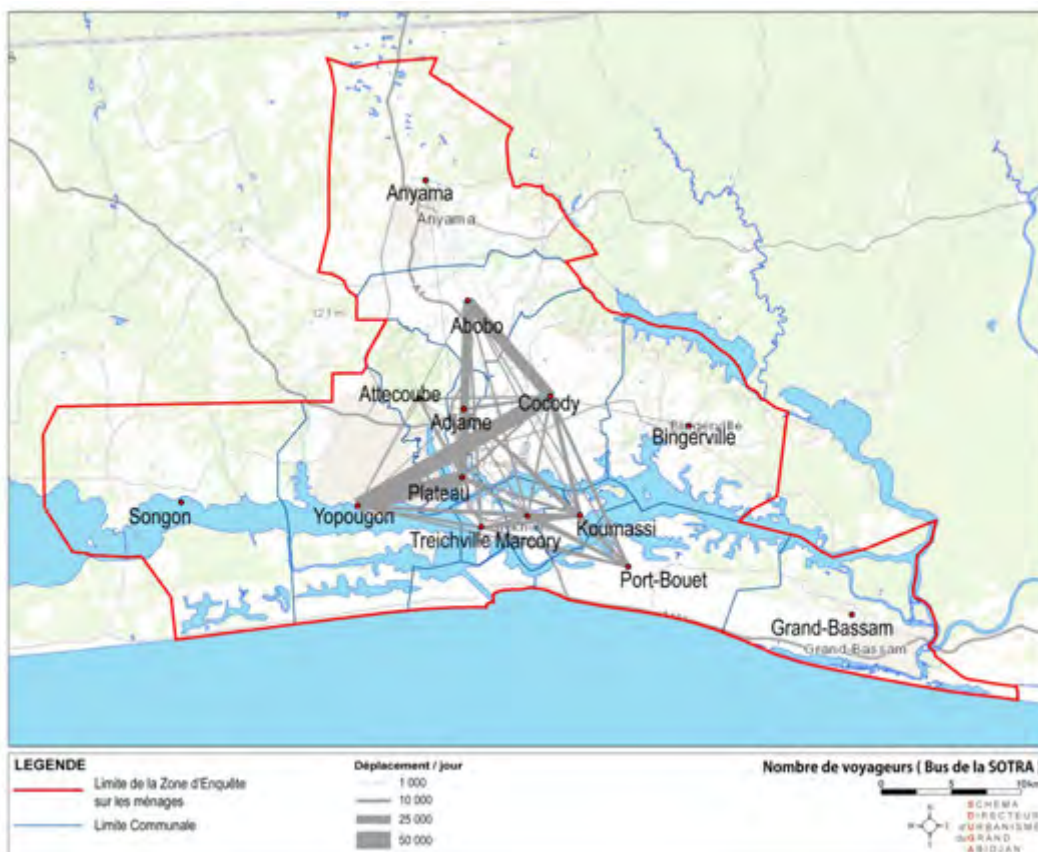 Anyama
Anyama
Abobo
Attecoube
Cocody
Adjame
Bingerville
Bingerville
Plateau
Songon
Yopougon
Koumassi
Treichville Marcory
Port-Bouet
Grand-Bassam
Grand-Bassam
LEGENDE
Limite de la Zone d'Enquête
sur les ménages
Limite Communale
Déplacement / jour
1 000
10 000
25 000
50 000
Nombre de voyageurs ( Bus de la SOTRA )
0 5 10km
SCHEMA
DIRECTEUR
d'URBANISME
du GRAND
ABIDJAN